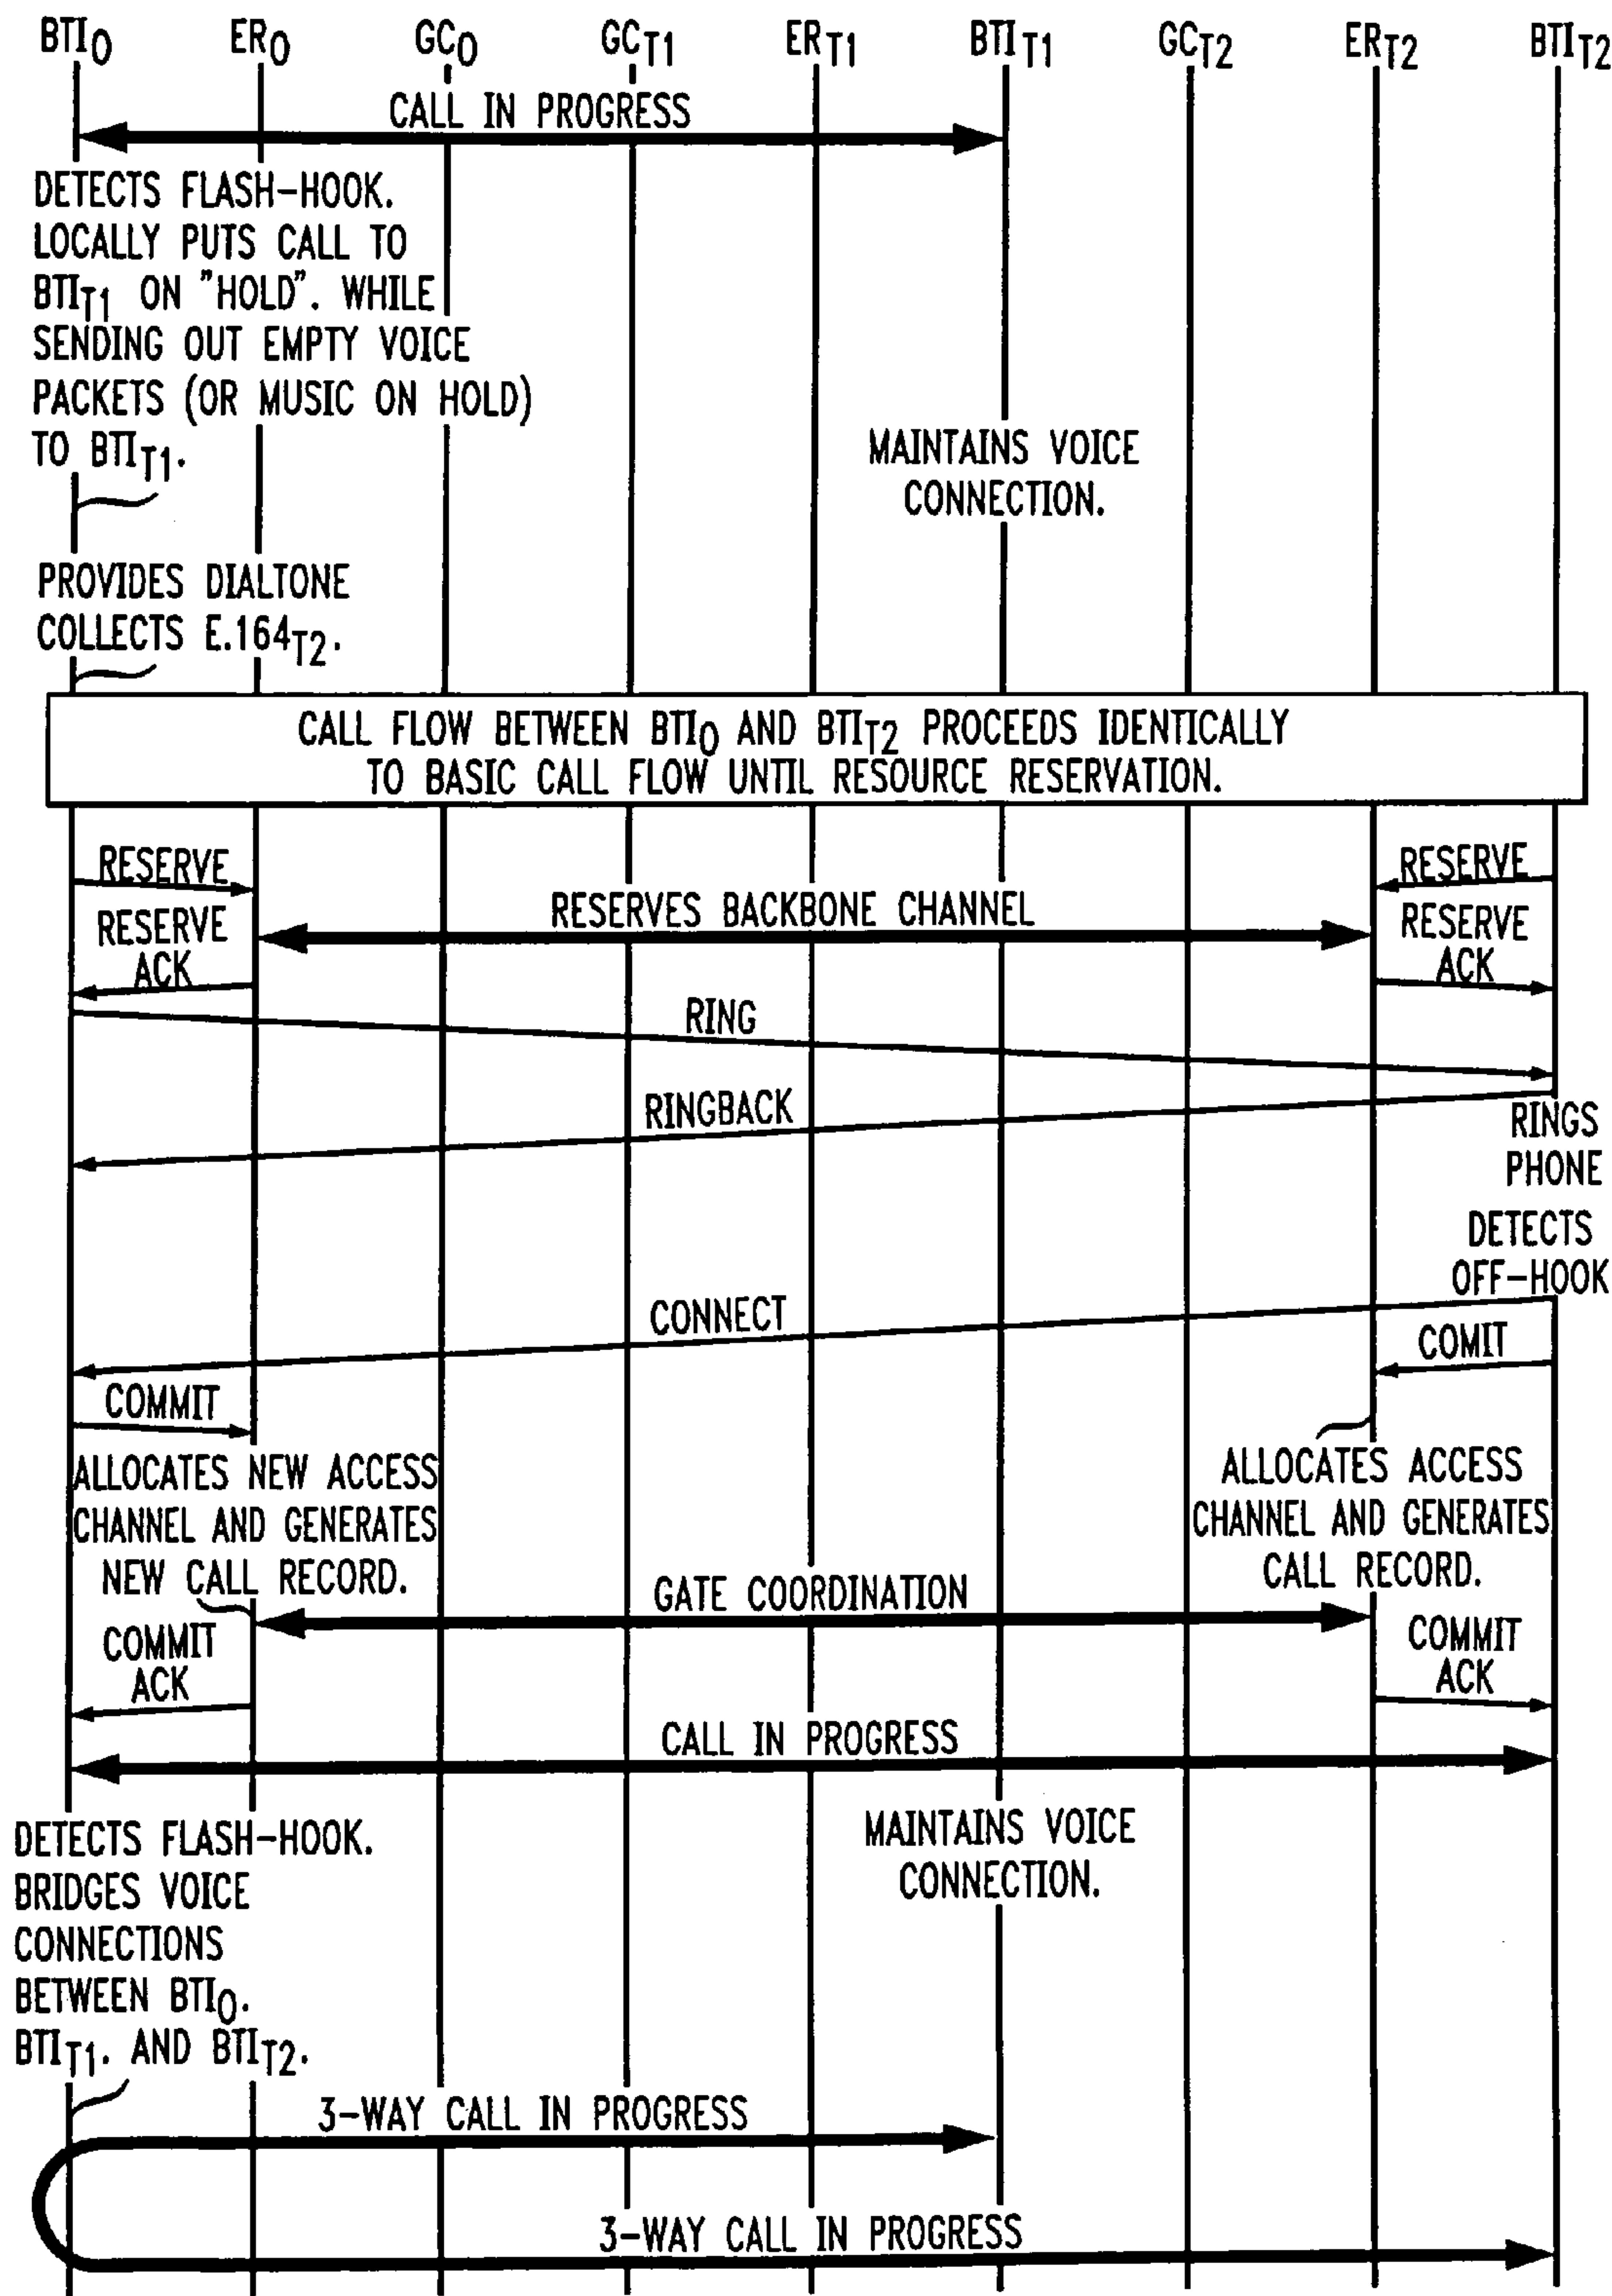 BTI0 ER0 GC0 GCT1 ERT1 BTIT1 GCT2 ERT2 BTIT2
CALL IN PROGRESS
DETECTS FLASH-HOOK.
LOCALLY PUTS CALL TO
BTIT1 ON "HOLD". WHILE
SENDING OUT EMPTY VOICE
PACKETS (OR MUSIC ON HOLD)
TO BTIT1.
MAINTAINS VOICE
CONNECTION.
PROVIDES DIALTONE
COLLECTS E.164T2.
CALL FLOW BETWEEN BTI0 AND BTIT2 PROCEEDS IDENTICALLY
TO BASIC CALL FLOW UNTIL RESOURCE RESERVATION.
RESERVE
RESERVE
RESERVES BACKBONE CHANNEL
RESERVE
ACK
RESERVE
ACK
RING
RINGBACK
RINGS
PHONE
DETECTS
OFF-HOOK
CONNECT
COMIT
COMMIT
ALLOCATES NEW ACCESS
CHANNEL AND GENERATES
NEW CALL RECORD.
ALLOCATES ACCESS
CHANNEL AND GENERATES
CALL RECORD.
GATE COORDINATION
COMMIT
ACK
COMMIT
ACK
CALL IN PROGRESS
DETECTS FLASH-HOOK.
BRIDGES VOICE
CONNECTIONS
BETWEEN BTI0.
BTIT1. AND BTIT2.
MAINTAINS VOICE
CONNECTION.
3-WAY CALL IN PROGRESS
3-WAY CALL IN PROGRESS